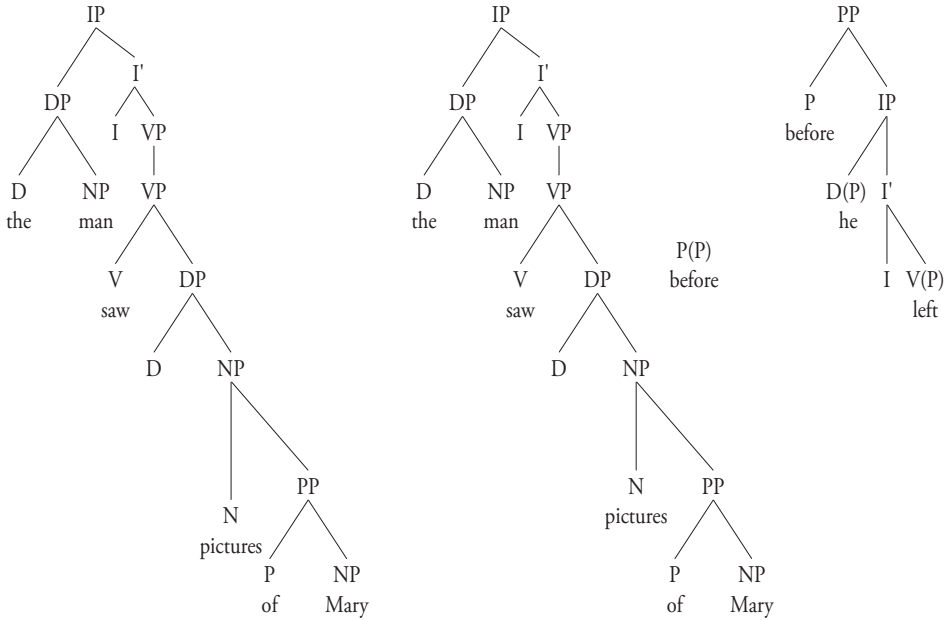 IP IP PP
I' I'
DP DP P IP
before
I VP I VP
D NP VP D NP VP D(P) I'
the man the man he
P(P)
V DP V DP before I V(P)
saw saw left
D NP D NP
N PP N PP
pictures pictures
P NP P NP
of Mary of Mary